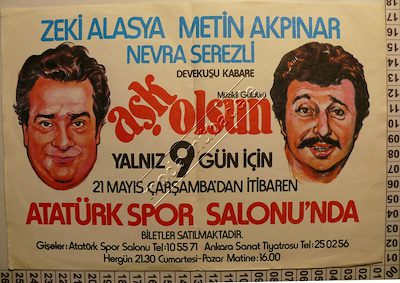 ZEKİ ALASYA METİN AKPINAR
NEVRA SEREZLİ
DEVEKUŞU KABARE
Müzikli Güldürü
aşk
olsun
YALNIZ 9 GÜN İÇİN
21 MAYIS ÇARŞAMBA'DAN İTİBAREN
ATATÜRK SPOR SALONU'NDA
BİLETLER SATILMAKTADIR.
Gişeler: Atatürk Spor Salonu Tel: 10 55 71 Ankara Sanat Tiyatrosu Tel: 25 02 56
Hergün 21.30 Cumartesi-Pazar Matine: 16.00